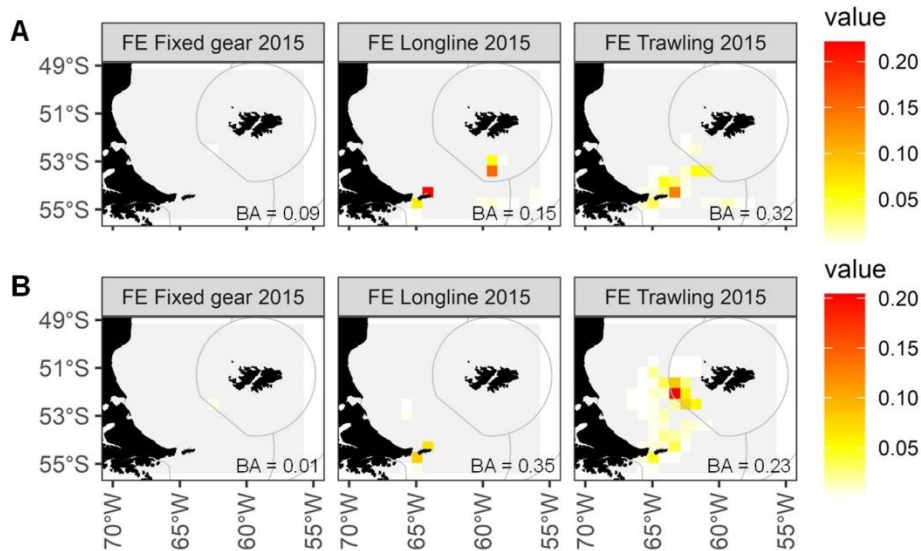 A
FE Fixed gear 2015
FE Longline 2015
FE Trawling 2015
value
49°S
51°S
53°S
55°S
BA = 0.09
BA = 0.15
BA = 0.32
0.20
0.15
0.10
0.05
B
FE Fixed gear 2015
FE Longline 2015
FE Trawling 2015
value
49°S
51°S
53°S
55°S
BA = 0.01
BA = 0.35
BA = 0.23
0.20
0.15
0.10
0.05
70°W
65°W
60°W
55°W
70°W
65°W
60°W
55°W
70°W
65°W
60°W
55°W